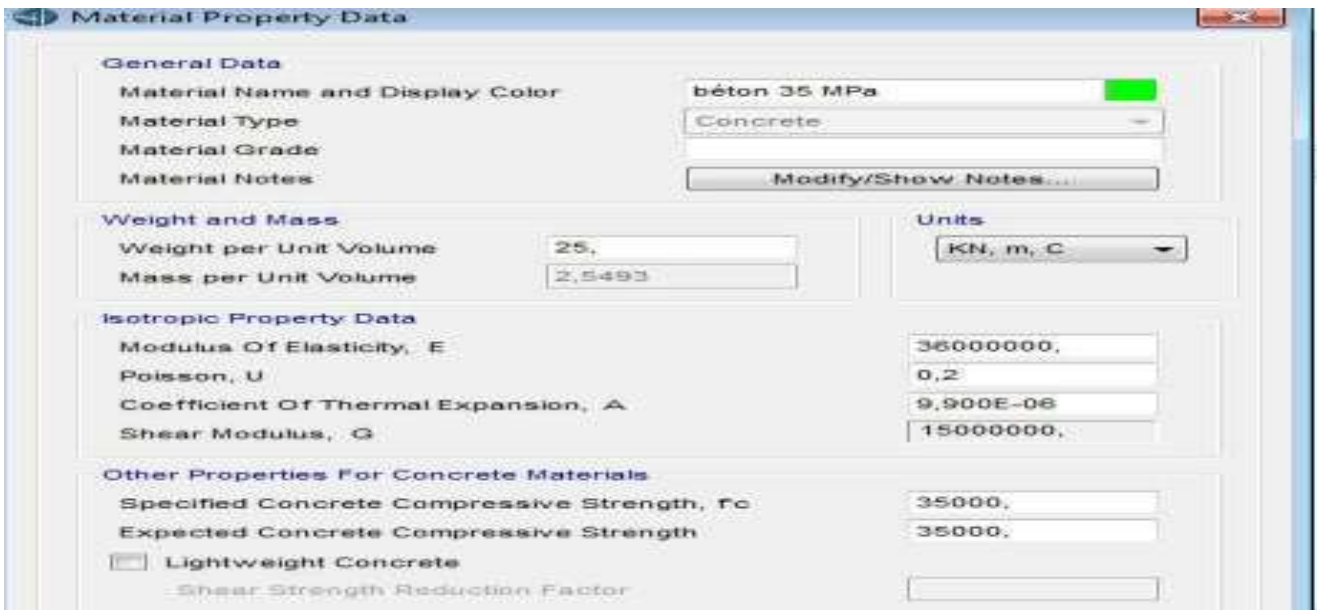 Material Property Data
General Data
Material Name and Display Color béton 35 MPa
Material Type Concrete
Material Grade
Material Notes Modify/Show Notes...
Weight and Mass Units
Weight per Unit Volume 25, KN, m, C
Mass per Unit Volume 2,5493
Isotropic Property Data
Modulus Of Elasticity, E 36000000,
Poisson, U 0,2
Coefficient Of Thermal Expansion, A 9,900E-06
Shear Modulus, G 15000000,
Other Properties For Concrete Materials
Specified Concrete Compressive Strength, f'c 35000,
Expected Concrete Compressive Strength 35000,
Lightweight Concrete
Shear Strength Reduction Factor